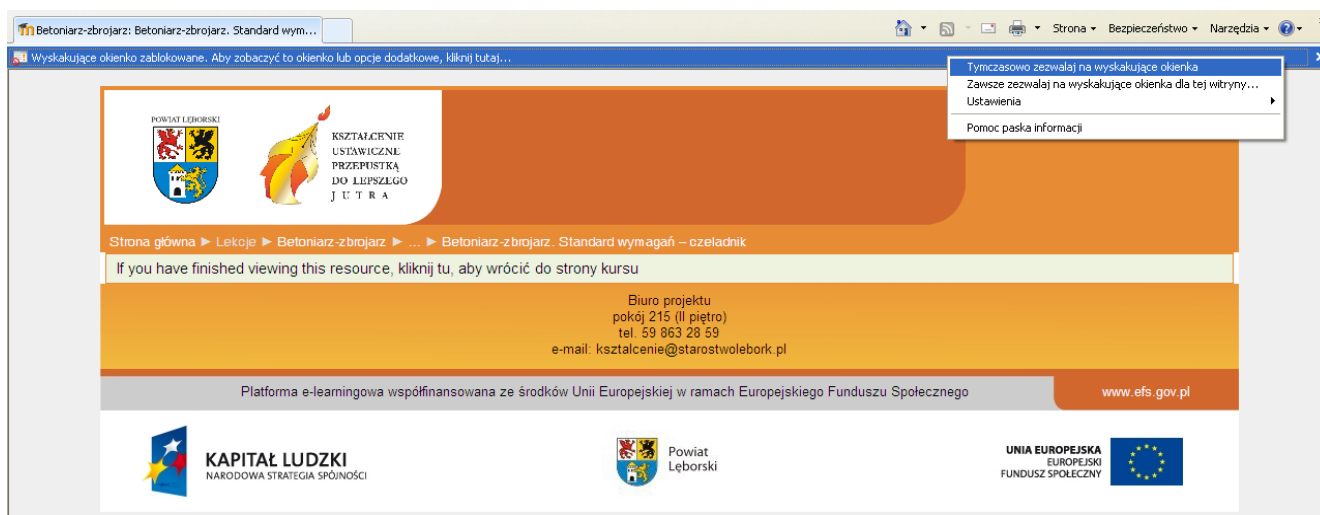 Betoniarz-zbrojarz: Betoniarz-zbrojarz. Standard wym...
Strona Bezpieczeństwo Narzędzia
Wyskakujące okienko zablokowane. Aby zobaczyć to okienko lub opcje dodatkowe, kliknij tutaj...
Tymczasowo zezwalaj na wyskakujące okienka
Zawsze zezwalaj na wyskakujące okienka dla tej witryny...
Ustawienia
Pomoc paska informacji
POWIAT LĘBORSKI
KSZTAŁCENIE
USTAWICZNE
PRZEPUSTKĄ
DO LEPSZEGO
JUTRA
Strona główna ► Lekcje ► Betoniarz-zbrojarz ► ... ► Betoniarz-zbrojarz. Standard wymagań – czeladnik
If you have finished viewing this resource, kliknij tu, aby wrócić do strony kursu
Biuro projektu
pokój 215 (II piętro)
tel. 59 863 28 59
e-mail: ksztalcenie@starostwolebork.pl
Platforma e-learningowa współfinansowana ze środków Unii Europejskiej w ramach Europejskiego Funduszu Społecznego
www.efs.gov.pl
KAPITAŁ LUDZKI
NARODOWA STRATEGIA SPÓJNOŚCI
Powiat
Lęborski
UNIA EUROPEJSKA
EUROPEJSKI
FUNDUSZ SPOŁECZNY